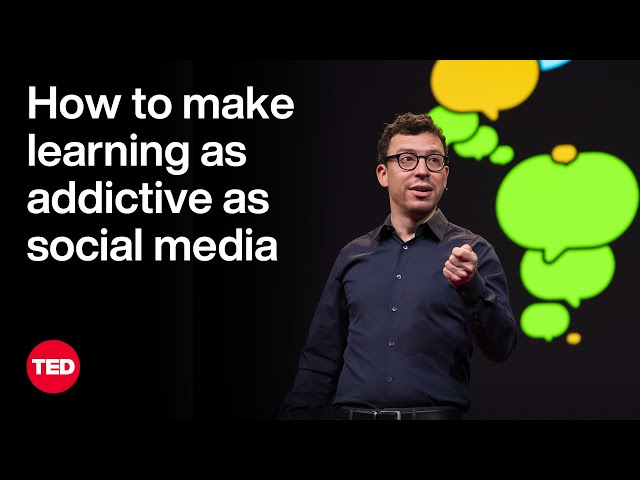 How to make
learning as
addictive as
social media
TED